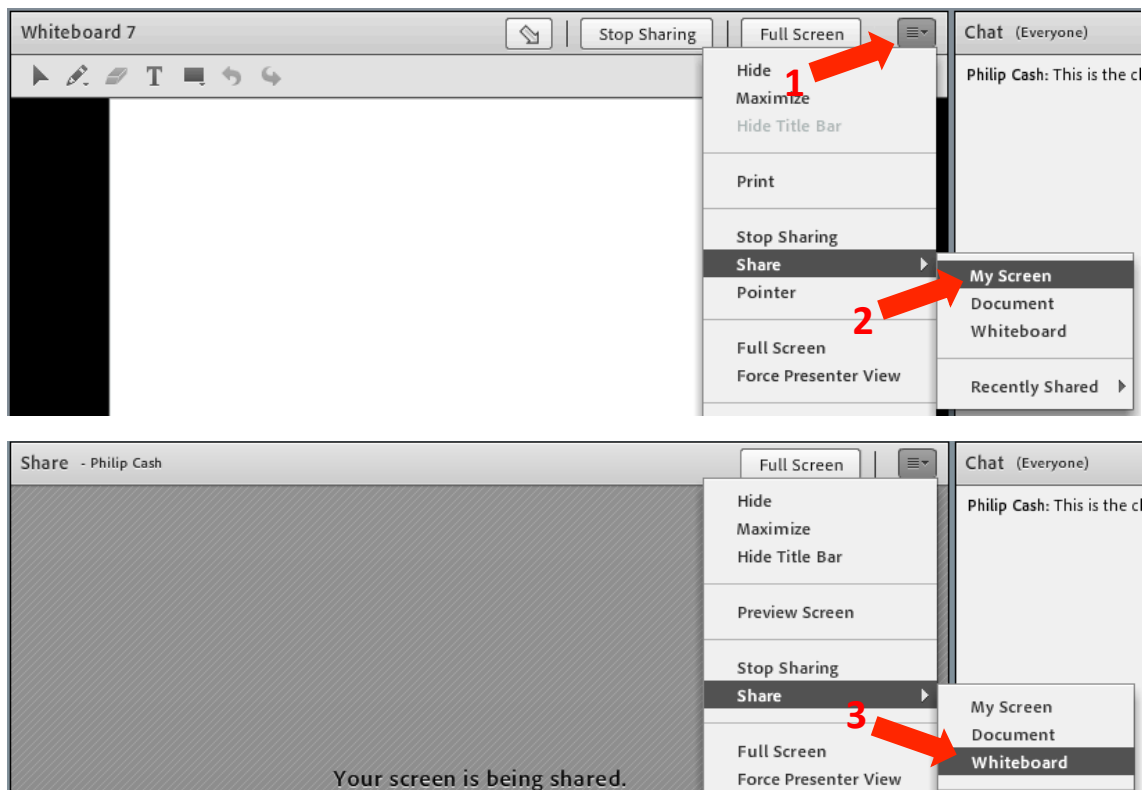 Whiteboard 7
Stop Sharing
Full Screen
Chat (Everyone)
T
Philip Cash: This is the
1
Hide
Maximize
Hide Title Bar
Print
Stop Sharing
Share
Pointer
Full Screen
Force Presenter View
2
My Screen
Document
Whiteboard
Recently Shared
Share - Philip Cash
Full Screen
Chat (Everyone)
Philip Cash: This is the
Hide
Maximize
Hide Title Bar
Preview Screen
Stop Sharing
Share
Full Screen
Force Presenter View
3
My Screen
Document
Whiteboard
Your screen is being shared.